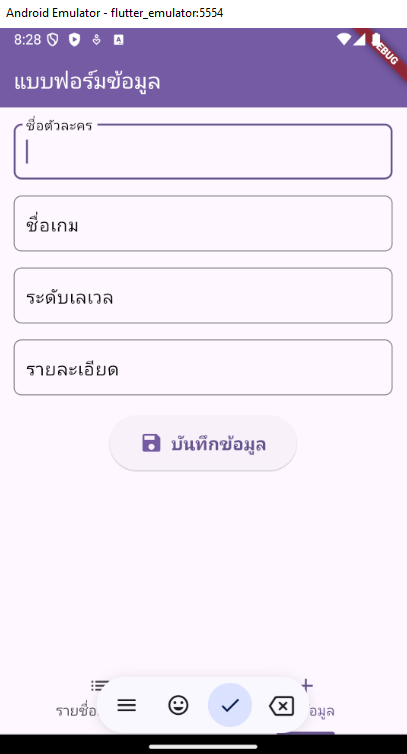 Android Emulator - flutter_emulator:5554
8:28
DEBUG
แบบฟอร์มข้อมูล
ชื่อตัวละคร
ชื่อเกม
ระดับเลเวล
รายละเอียด
บันทึกข้อมูล
รายชื่อ
อมูล